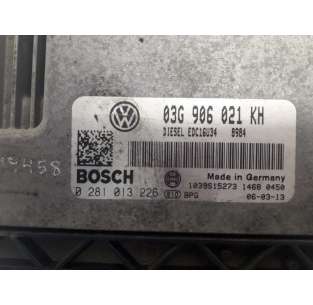 03G 906 021 KH
DIESEL EDC16U34 8984
BOSCH
0 281 013 226
Made in Germany
1039S15273 1468 0450
BPG 06-03-13